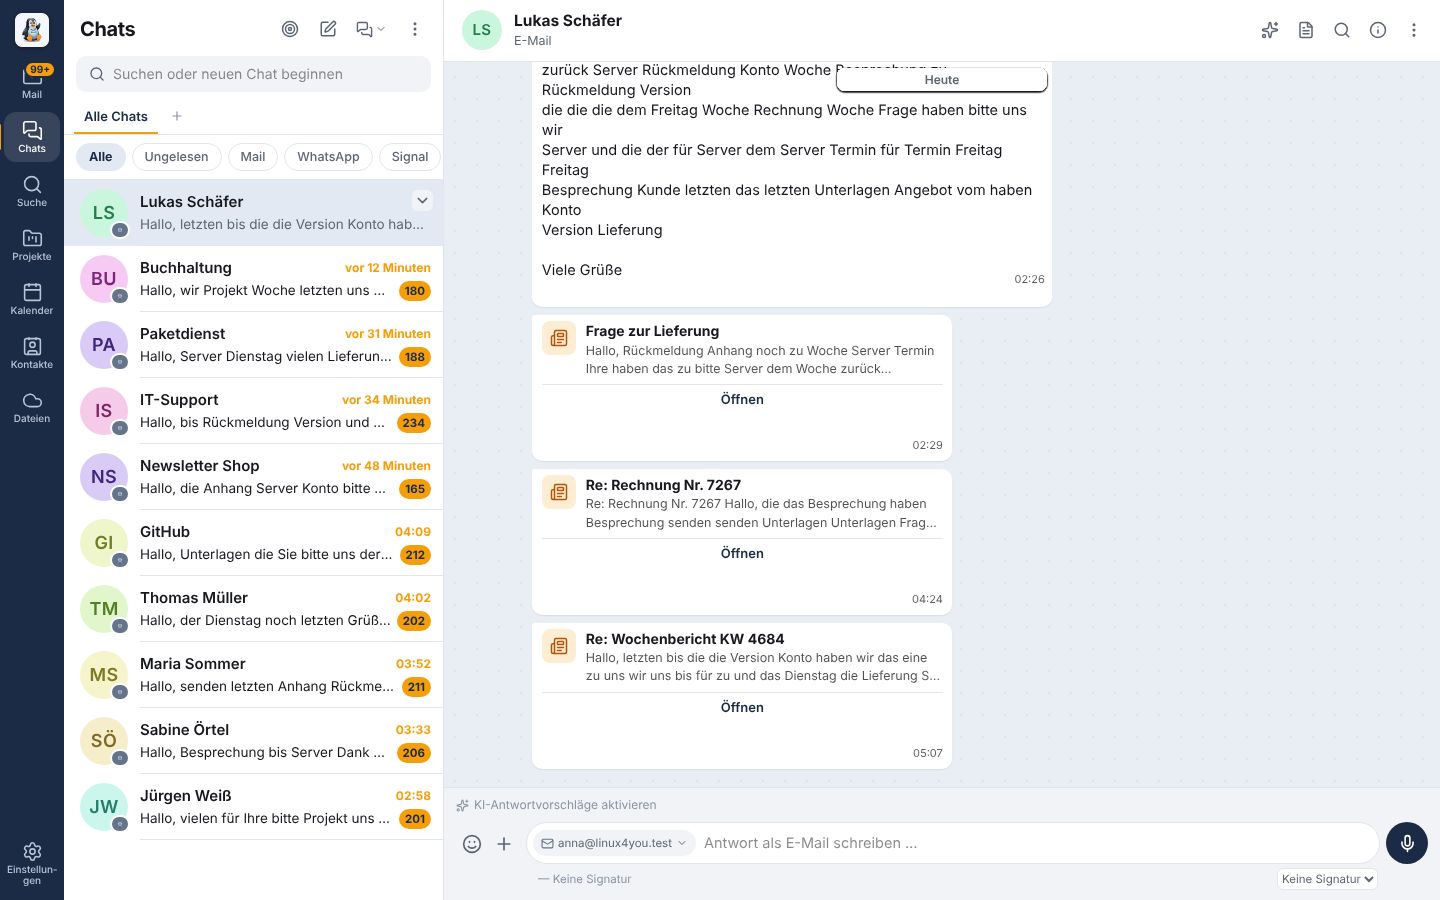 99+
Mail
Chats
Suche
Projekte
Kalender
Kontakte
Dateien
Einstellun-
gen
Chats
Suchen oder neuen Chat beginnen
Alle Chats
Alle
Ungelesen
Mail
WhatsApp
Signal
LS
Lukas Schäfer
Hallo, letzten bis die die Version Konto hab...
BU
Buchhaltung
vor 12 Minuten
Hallo, wir Projekt Woche letzten uns ...
180
PA
Paketdienst
vor 31 Minuten
Hallo, Server Dienstag vielen Lieferun...
188
IS
IT-Support
vor 34 Minuten
Hallo, bis Rückmeldung Version und ...
234
NS
Newsletter Shop
vor 48 Minuten
Hallo, die Anhang Server Konto bitte ...
165
GI
GitHub
04:09
Hallo, Unterlagen die Sie bitte uns der...
212
TM
Thomas Müller
04:02
Hallo, der Dienstag noch letzten Grüß...
202
MS
Maria Sommer
03:52
Hallo, senden letzten Anhang Rückme...
211
SÖ
Sabine Örtel
03:33
Hallo, Besprechung bis Server Dank ...
206
JW
Jürgen Weiß
02:58
Hallo, vielen für Ihre bitte Projekt uns ...
201
LS
Lukas Schäfer
E-Mail
Heute
zurück Server Rückmeldung Konto Woche
Rückmeldung Version
die die die dem Freitag Woche Rechnung Woche Frage haben bitte uns
wir
Server und die der für Server dem Server Termin für Termin Freitag
Freitag
Besprechung Kunde letzten das letzten Unterlagen Angebot vom haben
Konto
Version Lieferung
Viele Grüße
02:26
Frage zur Lieferung
Hallo, Rückmeldung Anhang noch zu Woche Server Termin
Ihre haben das zu bitte Server dem Woche zurück...
Öffnen
02:29
Re: Rechnung Nr. 7267
Re: Rechnung Nr. 7267 Hallo, die das Besprechung haben
Besprechung senden senden Unterlagen Unterlagen Frag...
Öffnen
04:24
Re: Wochenbericht KW 4684
Hallo, letzten bis die die Version Konto haben wir das eine
zu uns wir uns bis für zu und das Dienstag die Lieferung S...
Öffnen
05:07
KI-Antwortvorschläge aktivieren
anna@linux4you.test
Antwort als E-Mail schreiben ...
— Keine Signatur
Keine Signatur